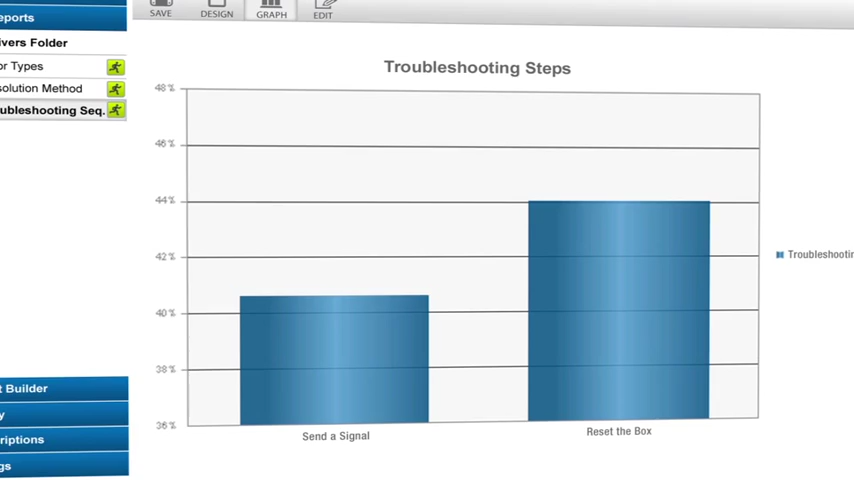 eports
SAVE DESIGN GRAPH EDIT
ivers Folder
or Types
solution Method
ubleshooting Seq.
Troubleshooting Steps
48%
46%
44%
42%
40%
38%
36%
Send a Signal
Reset the Box
Troubleshootin
t Builder
y
riptions
gs